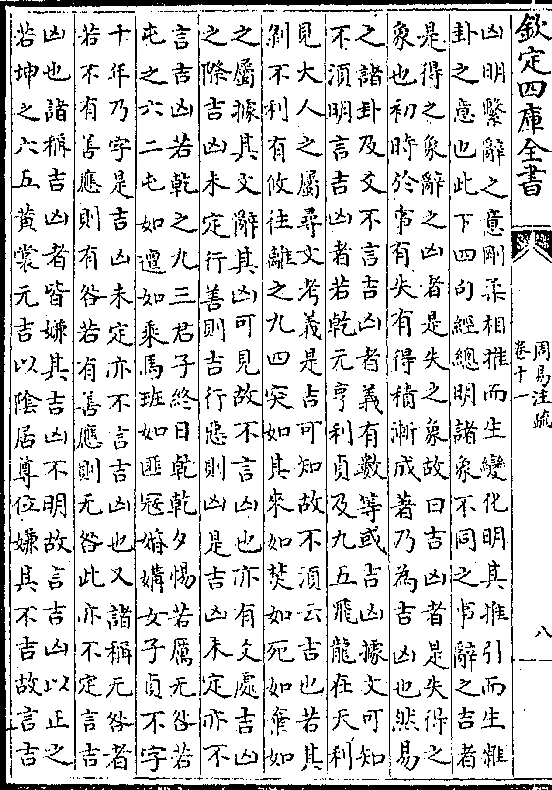 欽定四庫全書
周易注疏
卷十一
八
凶明繫辭之意剛柔相推而生變化明其推引而生雜
卦之意也此下四句經總明諸象不同之事辭之吉者
是得之象辭之凶者是失之象故曰吉凶者是失得之
象也初時於事有失有得積漸成著乃為吉凶也然易
之諸卦及爻不言吉凶者義有數等或吉凶據文可知
不須明言吉凶者若乾元亨利貞及九五飛龍在天利
見大人之屬尋文考義是吉可知故不須云吉也若其
剝不利有攸往離之九四突如其來如焚如死如棄如
之屬據其爻辭其凶可見故不言凶也亦有爻處吉凶
之際吉凶未定行善則吉行惡則凶是吉凶未定亦不
言吉凶若乾之九三君子終日乾乾夕惕若厲无咎若
屯之六二屯如邅如乘馬班如匪冦婚媾女子貞不字
十年乃字是吉凶未定亦不言吉凶也又諸稱无咎者
若不有善應則有咎若有善應則无咎此亦不定言吉
凶也諸稱吉凶者皆嫌其吉凶不明故言吉凶以正之
若坤之六五黄裳元吉以陰居尊位嫌其不吉故言吉